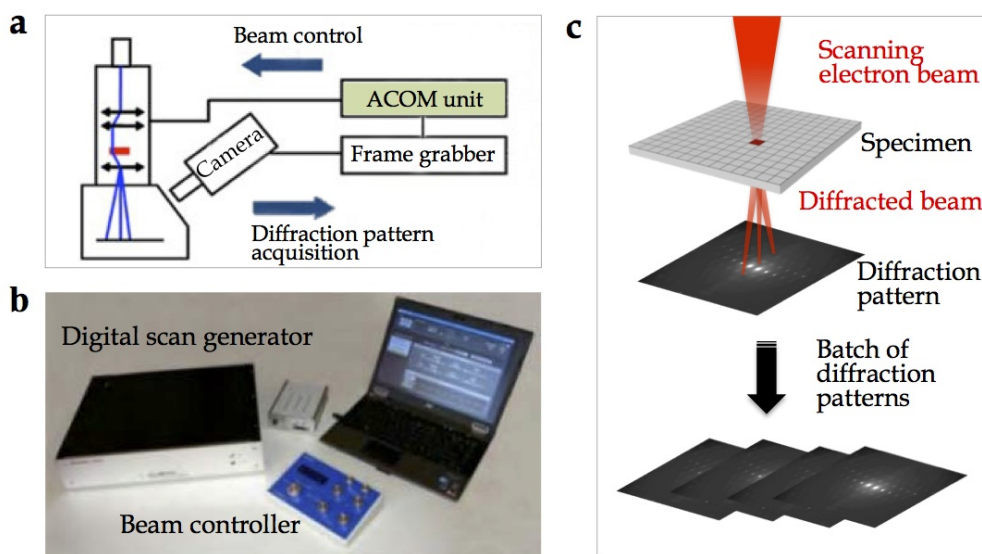 a
Beam control
ACOM unit
Camera
Frame grabber
Diffraction pattern
acquisition
b
Digital scan generator
Beam controller
c
Scanning
electron beam
Specimen
Diffracted beam
Diffraction
pattern
Batch of
diffraction
patterns